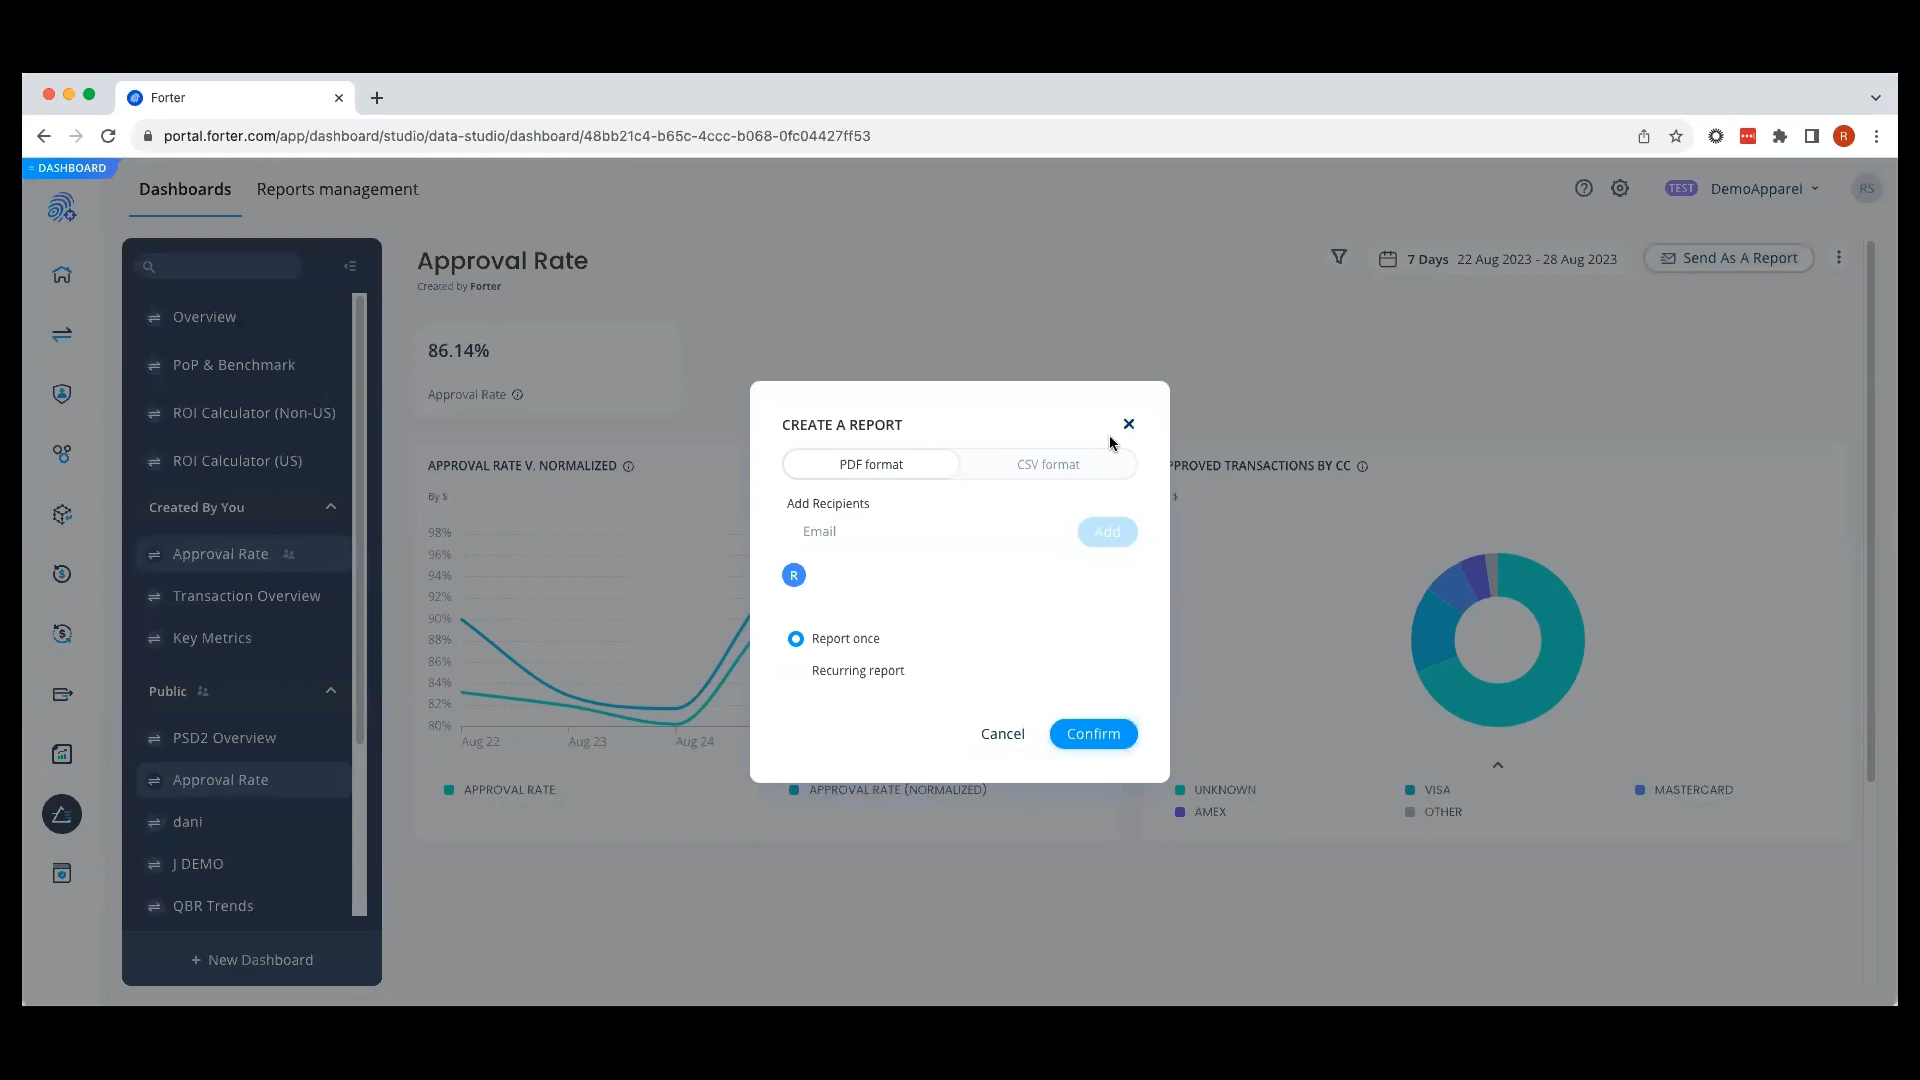 Forter
portal.forter.com/app/dashboard/studio/data-studio/dashboard/48bb21c4-b65c-4ccc-b068-0fc04427ff53
R
DASHBOARD
Dashboards
Reports management
TEST
DemoApparel
RS
Overview
PoP & Benchmark
ROI Calculator (Non-US)
ROI Calculator (US)
Created By You
Approval Rate
Transaction Overview
Key Metrics
Public
PSD2 Overview
Approval Rate
dani
J DEMO
QBR Trends
+ New Dashboard
Approval Rate
Created by Forter
7 Days 22 Aug 2023 - 28 Aug 2023
Send As A Report
86.14%
Approval Rate
APPROVAL RATE V. NORMALIZED
By $
98%
96%
94%
92%
90%
88%
86%
84%
82%
80%
Aug 22
Aug 23
Aug 24
APPROVAL RATE
APPROVAL RATE (NORMALIZED)
CREATE A REPORT
PDF format
CSV format
Add Recipients
Email
Add
R
Report once
Recurring report
Cancel
Confirm
PROVED TRANSACTIONS BY CC
$
UNKNOWN
VISA
MASTERCARD
AMEX
OTHER